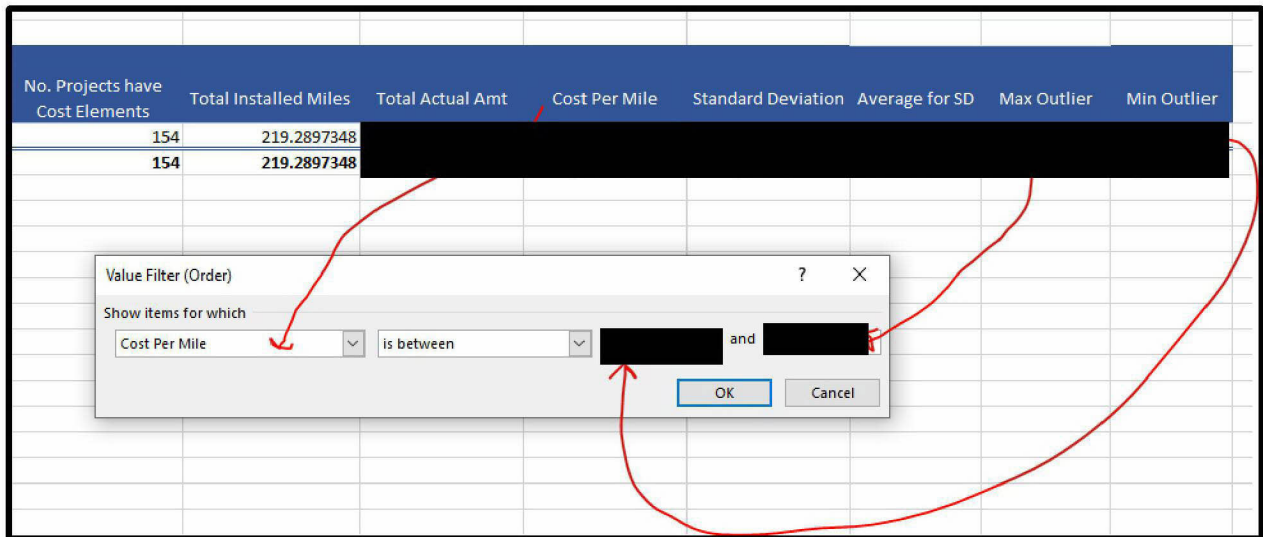 No. Projects have
Cost Elements
Total Installed Miles
Total Actual Amt
Cost Per Mile
Standard Deviation
Average for SD
Max Outlier
Min Outlier
154
219.2897348
154
219.2897348
Value Filter (Order)
?
X
Show items for which
Cost Per Mile
is between
and
OK
Cancel